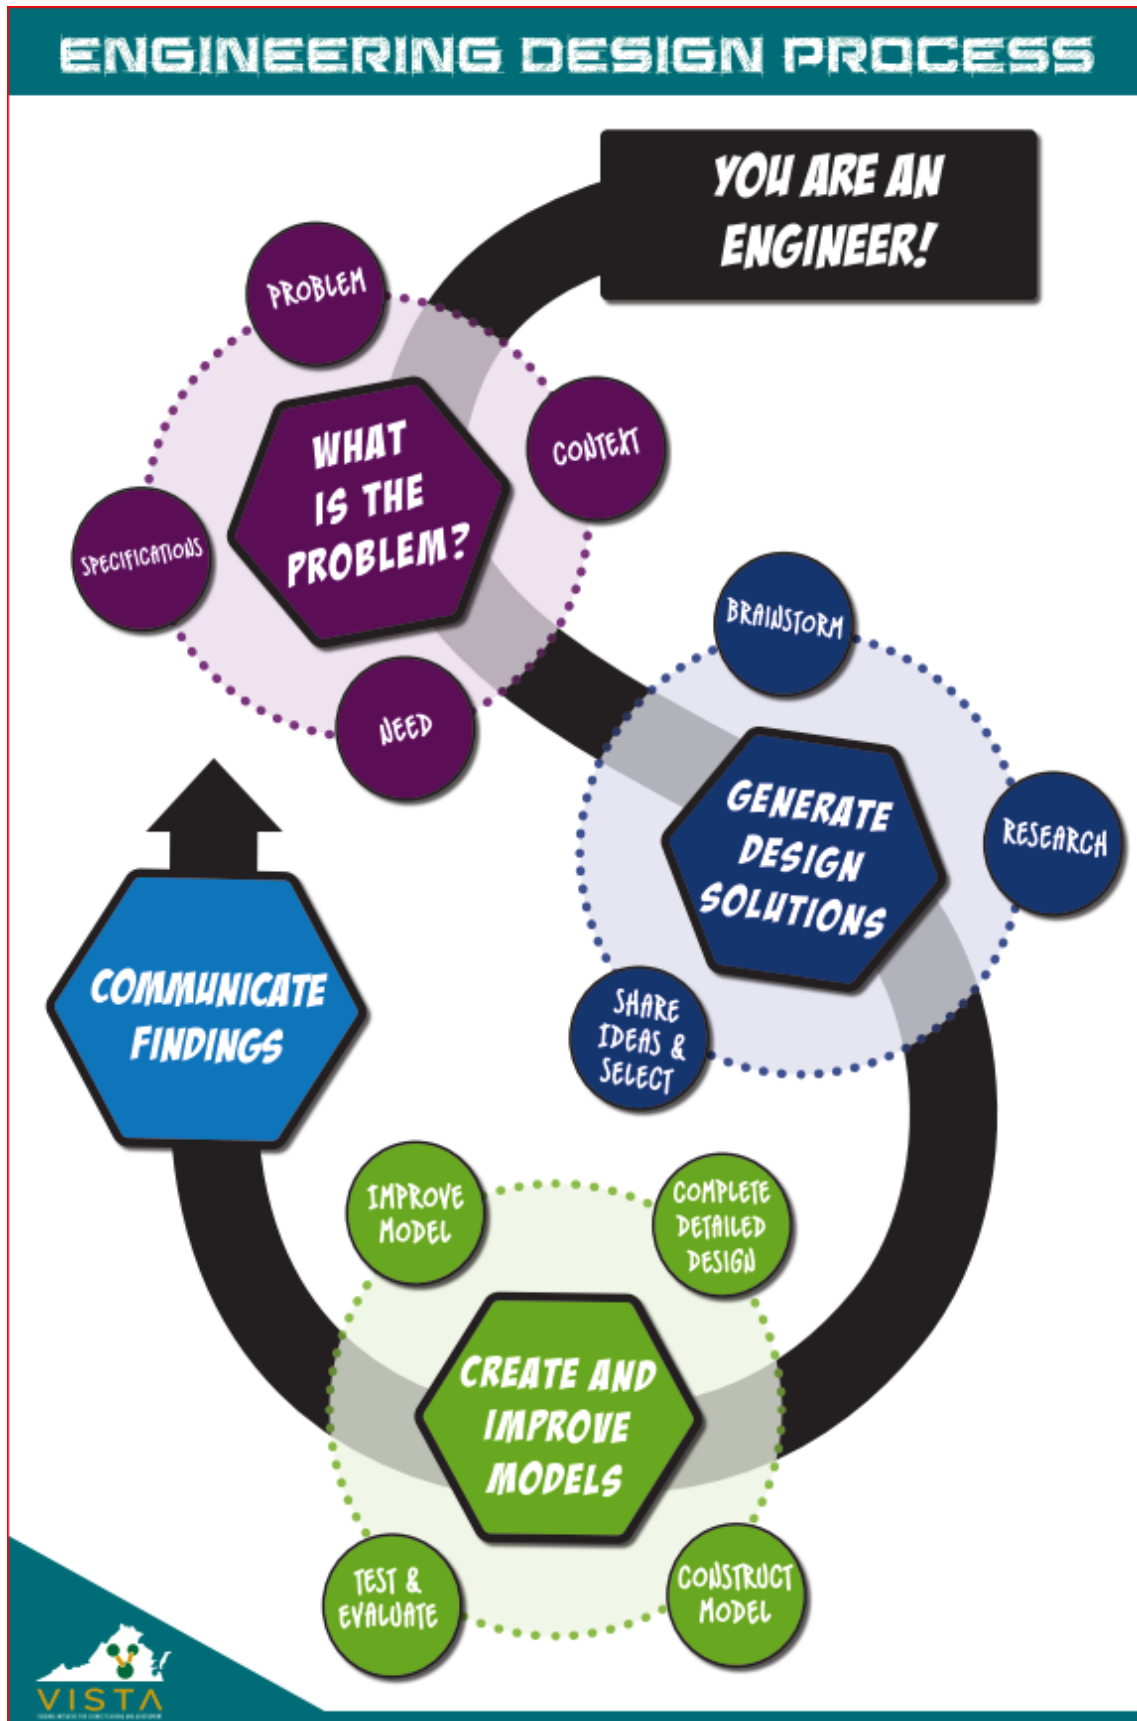 ENGINEERING DESIGN PROCESS
YOU ARE AN
ENGINEER!
PROBLEM
CONTEXT
WHAT
IS THE
PROBLEM?
SPECIFICATIONS
NEED
BRAINSTORM
RESEARCH
GENERATE
DESIGN
SOLUTIONS
SHARE
IDEAS &
SELECT
COMMUNICATE
FINDINGS
IMPROVE
MODEL
COMPLETE
DETAILED
DESIGN
CREATE AND
IMPROVE
MODELS
TEST &
EVALUATE
CONSTRUCT
MODEL
VISTA